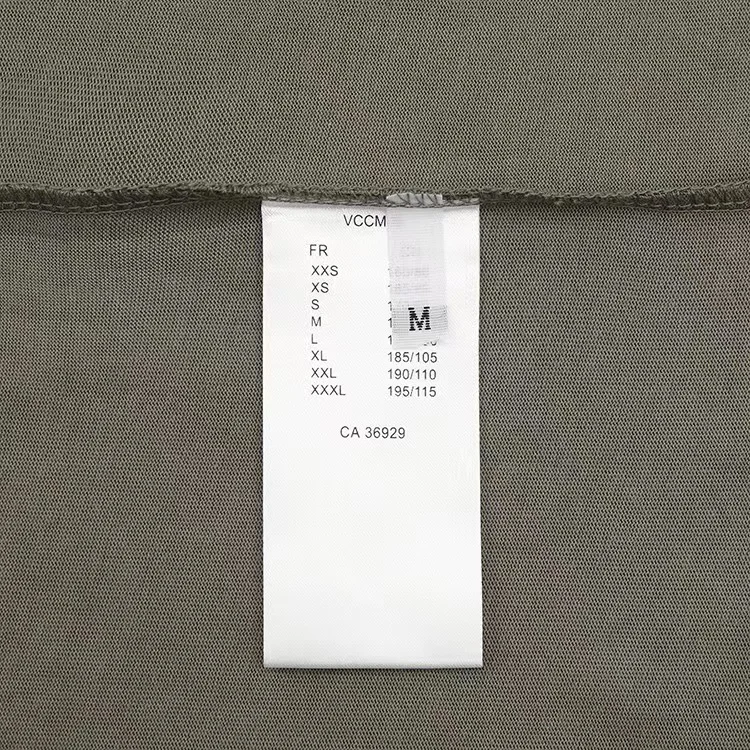 VCCM
FR
XXS
XS
S
M
M
L
XL 185/105
XXL 190/110
XXXL 195/115
CA 36929